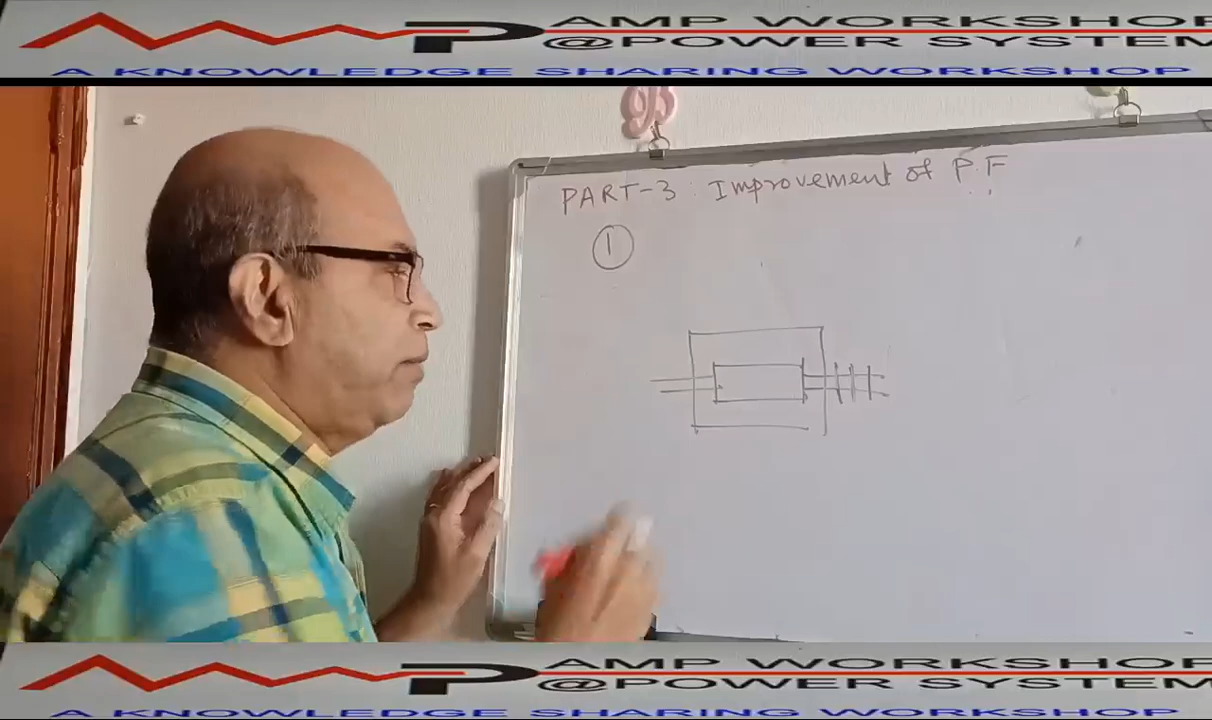 AMP WORKSHOP
@POWER SYSTEM
A KNOWLEDGE SHARING WORKSHOP
PART-3 : Improvement of P.F
1
AMP WORKSHOP
@POWER SYSTEM
A KNOWLEDGE SHARING WORKSHOP